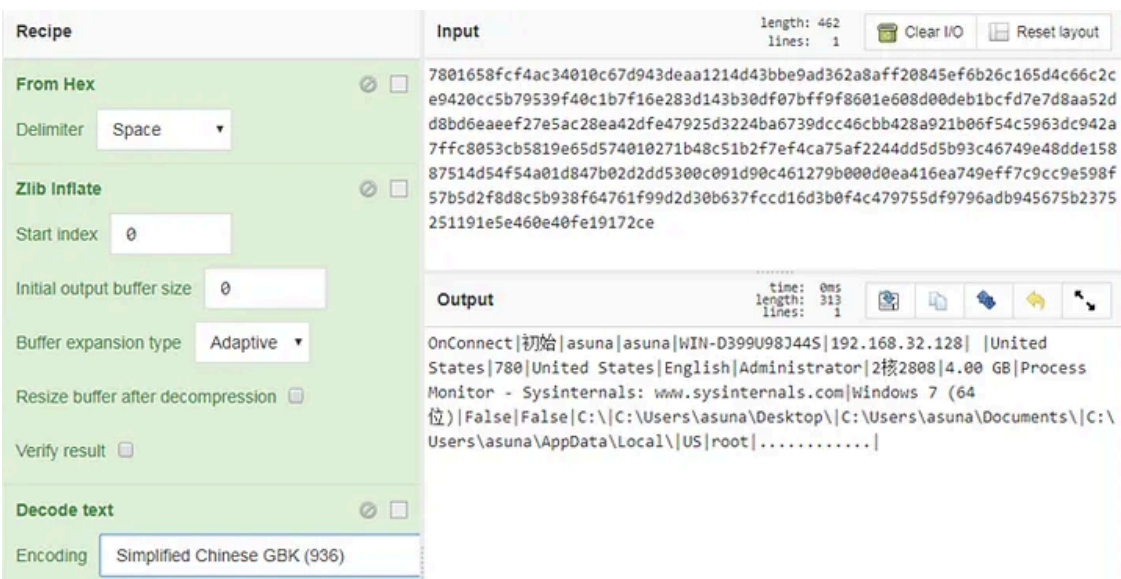 Recipe
From Hex
Delimiter Space
Zlib Inflate
Start index 0
Initial output buffer size 0
Buffer expansion type Adaptive
Resize buffer after decompression
Verify result
Decode text
Encoding Simplified Chinese GBK (936)
Input
length: 462
lines: 1
Clear I/O
Reset layout
7801658fcf4ac34010c67d943deaa1214d43bbe9ad362a8aff20845ef6b26c165d4c66c2c
e9420cc5b79539f40c1b7f16e283d143b30df07bff9f8601e608d00deb1bcfd7e7d8aa52d
d8bd6eaeef27e5ac28ea42dfe47925d3224ba6739dcc46cbb428a921b06f54c5963dc942a
7ffc8053cb5819e65d574010271b48c51b2f7ef4ca75af2244dd5d5b93c46749e48dde158
87514d54f54a01d847b02d2dd5300c091d90c461279b000d0ea416ea749eff7c9cc9e598f
57b5d2f8d8c5b938f64761f99d2d30b637fccd16d3b0f4c479755df9796adb945675b2375
251191e5e460e40fe19172ce
Output
time: 0ms
length: 313
lines: 1
OnConnect|初始|asuna|asuna|WIN-D399U98J44S|192.168.32.128| |United
States|780|United States|English|Administrator|2核2808|4.00 GB|Process
Monitor - Sysinternals: www.sysinternals.com|Windows 7 (64
位)|False|False|C:\|C:\Users\asuna\Desktop\|C:\Users\asuna\Documents\|C:\
Users\asuna\AppData\Local\|US|root|............|